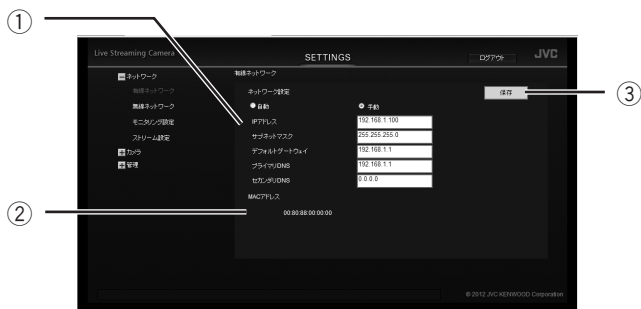 ①
Live Streaming Camera
SETTINGS
ログアウト
JVC
ネットワーク
有線ネットワーク
無線ネットワーク
モニタリング設定
ストリーム設定
カメラ
管理
有線ネットワーク
ネットワーク設定
保存
③
自動
手動
IPアドレス
192.168.1.100
サブネットマスク
255.255.255.0
デフォルトゲートウェイ
192.168.1.1
プライマリDNS
192.168.1.1
セカンダリDNS
0.0.0.0
MACアドレス
②
00:80:88:00:00:00
© 2012 JVC KENWOOD Corporation